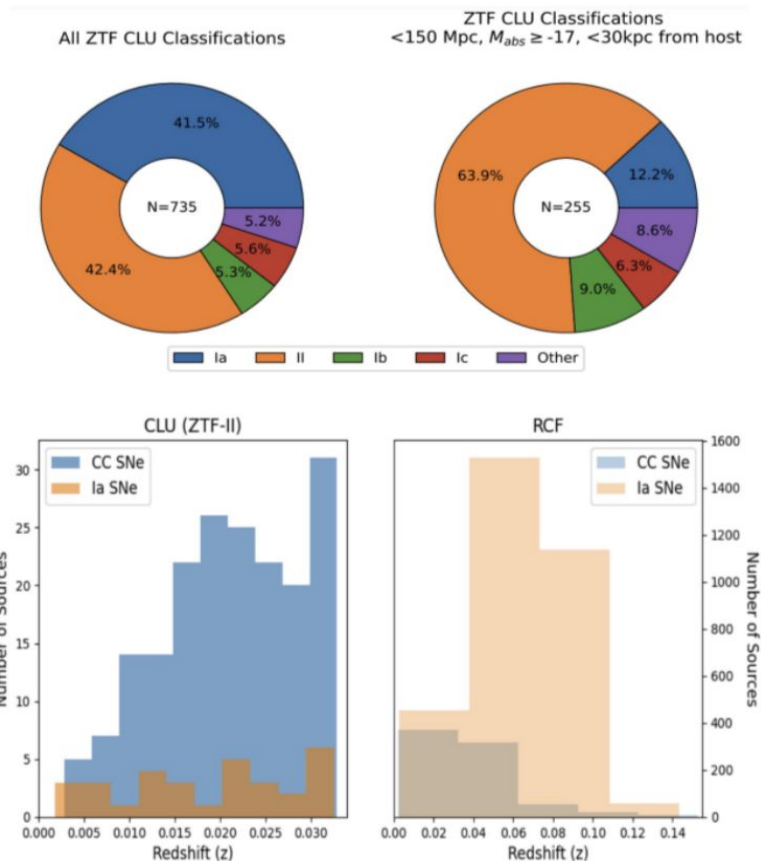 All ZTF CLU Classifications
ZTF CLU Classifications
<150 Mpc, Mabs ≥ -17, <30kpc from host
41.5%
42.4%
5.3%
5.6%
5.2%
N=735
63.9%
12.2%
8.6%
6.3%
9.0%
N=255
Ia
II
Ib
Ic
Other
CLU (ZTF-II)
CC SNe
Ia SNe
30
25
20
15
10
5
0
0.000 0.005 0.010 0.015 0.020 0.025 0.030
Redshift (z)
Number of Sources
RCF
CC SNe
Ia SNe
1600
1400
1200
1000
800
600
400
200
0
0.00 0.02 0.04 0.06 0.08 0.10 0.12 0.14
Redshift (z)
Number of Sources